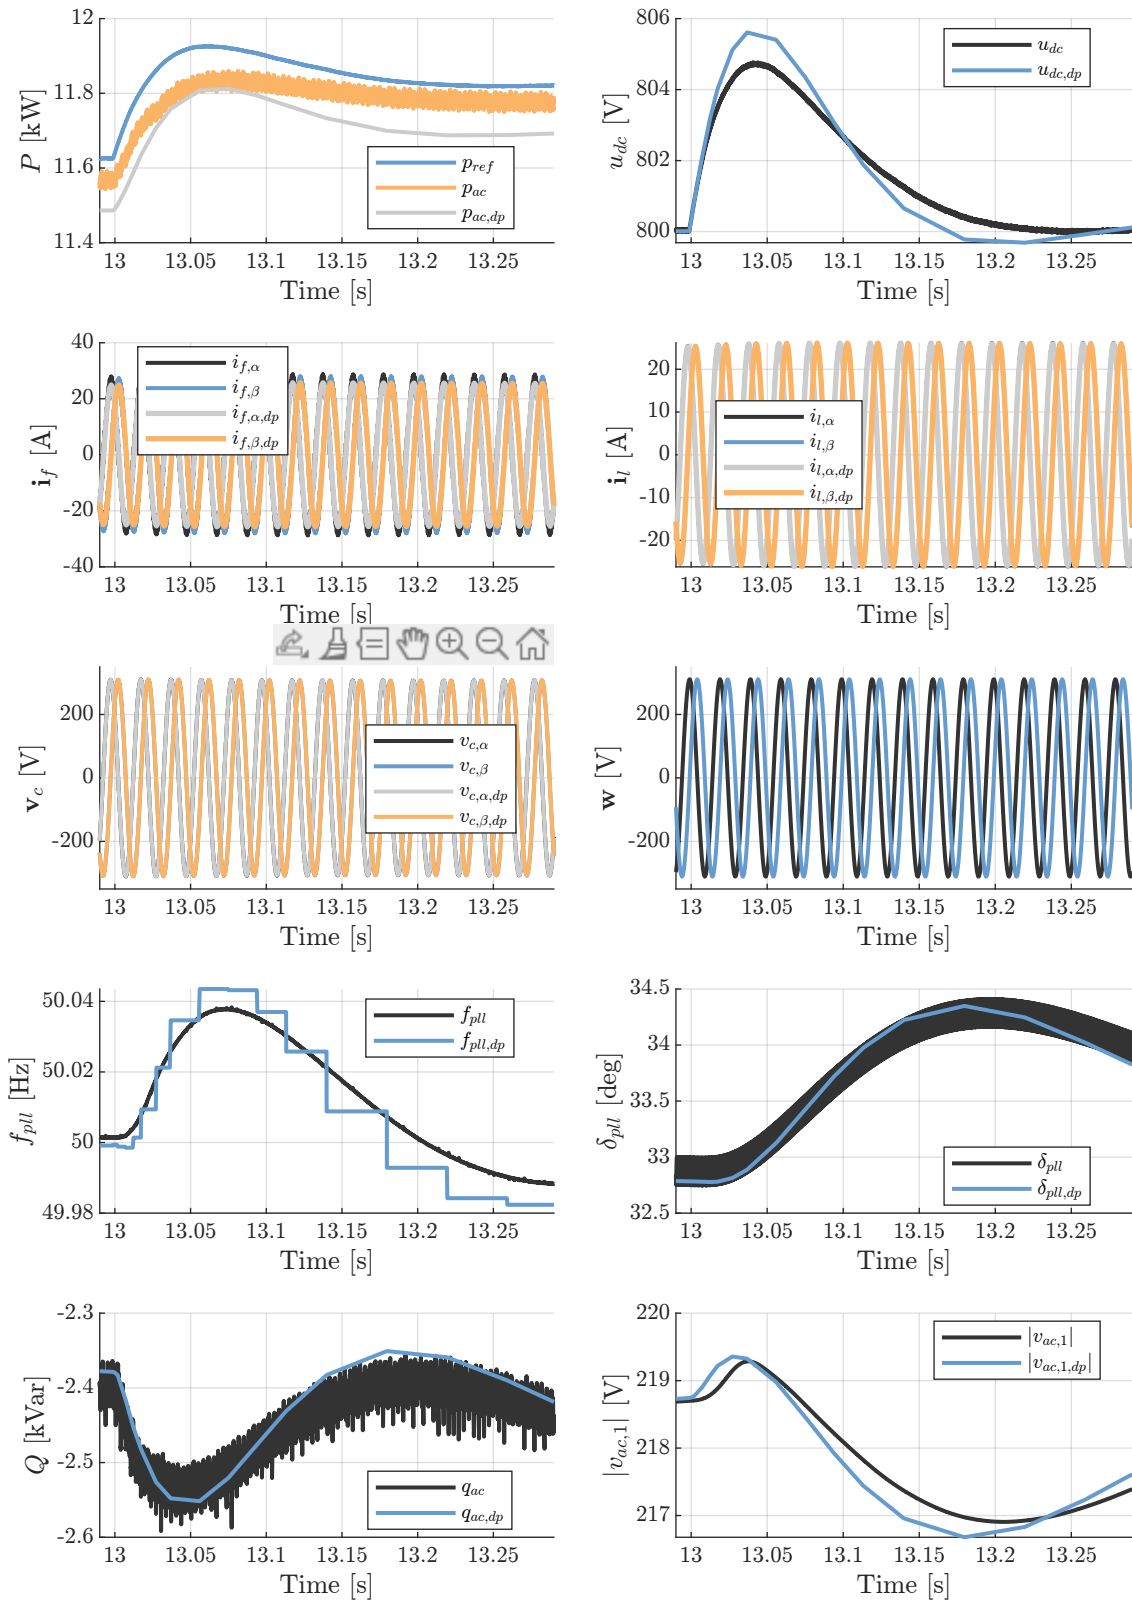 12
11.8
11.6
11.4
P [kW]
p_ref
p_ac
p_ac,dp
13 13.05 13.1 13.15 13.2 13.25
Time [s]
806
804
802
800
u_dc [V]
u_dc
u_dc,dp
13 13.05 13.1 13.15 13.2 13.25
Time [s]
40
20
0
-20
-40
i_f [A]
i_f,α
i_f,β
i_f,α,dp
i_f,β,dp
13 13.05 13.1 13.15 13.2 13.25
Time [s]
20
10
0
-10
-20
i_l [A]
i_l,α
i_l,β
i_l,α,dp
i_l,β,dp
13 13.05 13.1 13.15 13.2 13.25
Time [s]
200
0
-200
v_c [V]
v_c,α
v_c,β
v_c,α,dp
v_c,β,dp
13 13.05 13.1 13.15 13.2 13.25
Time [s]
200
0
-200
w [V]
13 13.05 13.1 13.15 13.2 13.25
Time [s]
50.04
50.02
50
49.98
f_pll [Hz]
f_pll
f_pll,dp
13 13.05 13.1 13.15 13.2 13.25
Time [s]
34.5
34
33.5
33
32.5
δ_pll [deg]
δ_pll
δ_pll,dp
13 13.05 13.1 13.15 13.2 13.25
Time [s]
-2.3
-2.4
-2.5
-2.6
Q [kVar]
q_ac
q_ac,dp
13 13.05 13.1 13.15 13.2 13.25
Time [s]
220
219
218
217
|v_ac,1| [V]
|v_ac,1|
|v_ac,1,dp|
13 13.05 13.1 13.15 13.2 13.25
Time [s]